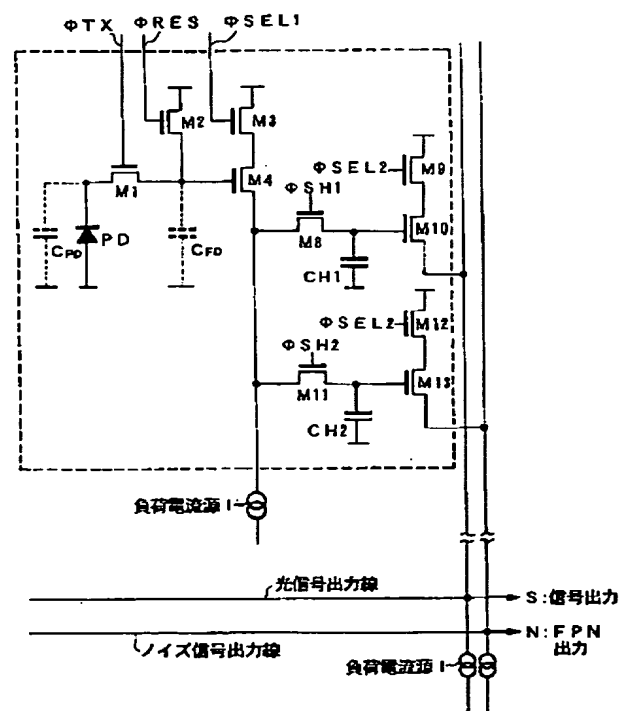 ΦTX ΦRES ΦSEL1
M2
M3
M4
M1
ΦSEL2
M9
ΦSH1
M8
M10
CPD
PD
CFD
CH1
ΦSEL2
M12
ΦSH2
M11
M13
CH2
負荷電流源 I
光信号出力線
S:信号出力
N:FPN
出力
ノイズ信号出力線
負荷電流源 I